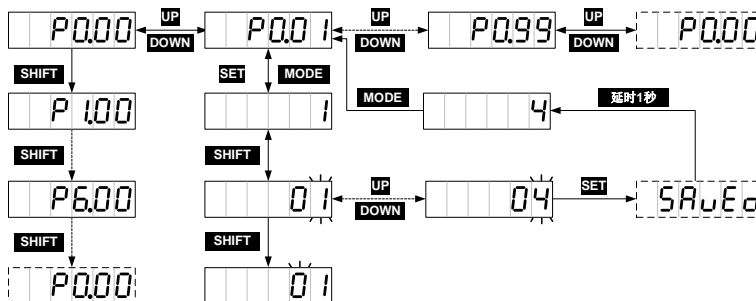 UP UP UP
P0.00 P0.01 P0.99 P0.00
DOWN DOWN DOWN
SHIFT SET MODE
MODE 延时1秒
P1.00 1 4
SHIFT SHIFT
UP SET
P6.00 01 04 SAvEd
DOWN
SHIFT SHIFT
P0.00 01